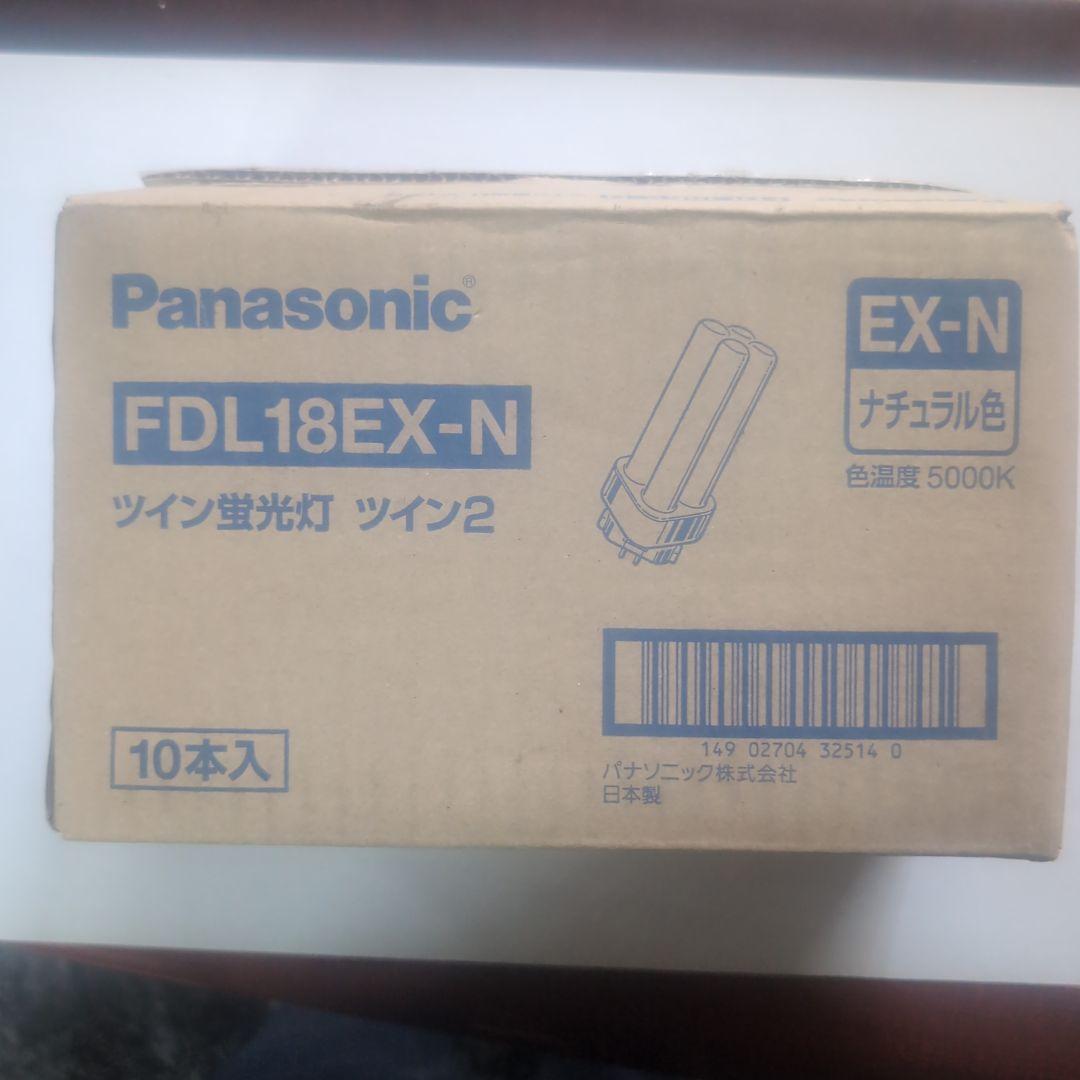 Panasonic®
FDL18EX-N
ツイン蛍光灯 ツイン2
EX-N
ナチュラル色
色温度 5000K
10本入
149 02704 32514 0
パナソニック株式会社
日本製